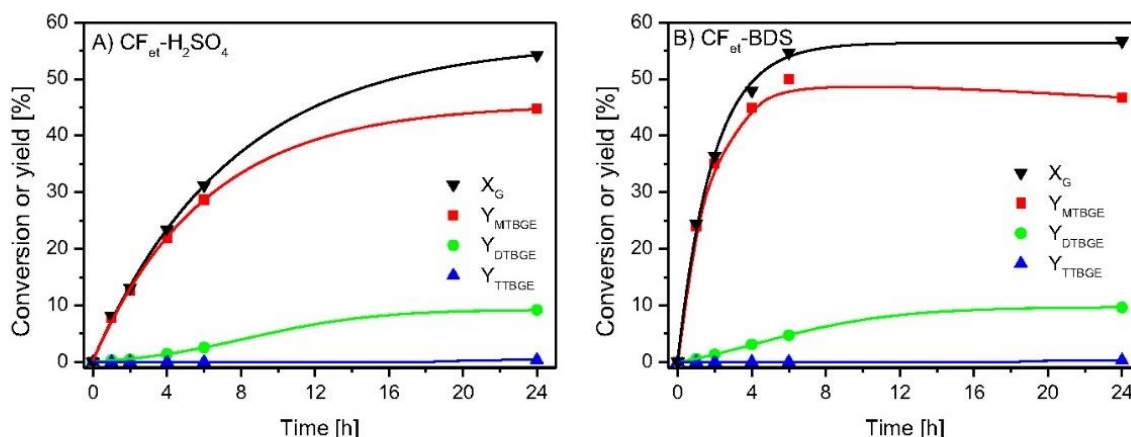 A) CFet-H2SO4
Conversion or yield [%]
60
50
40
30
20
10
0
XG
YMTBGE
YDTBGE
YTTBGE
0 4 8 12 16 20 24
Time [h]
B) CFet-BDS
Conversion or yield [%]
60
50
40
30
20
10
0
XG
YMTBGE
YDTBGE
YTTBGE
0 4 8 12 16 20 24
Time [h]